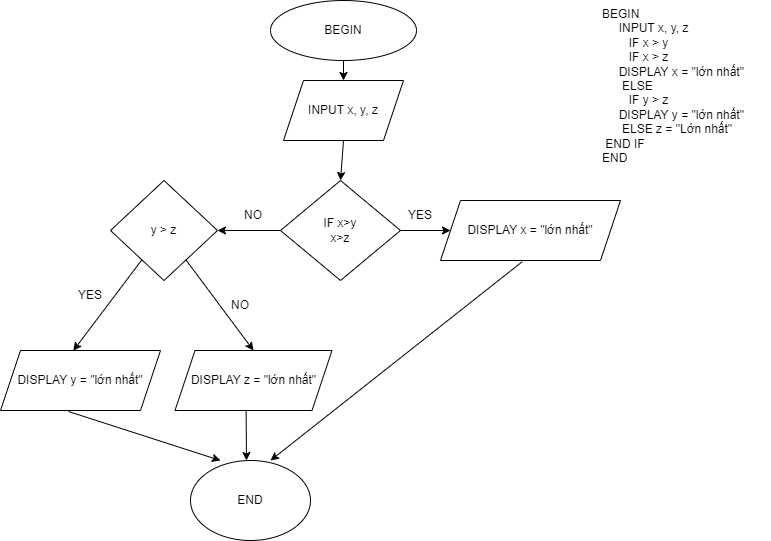 BEGIN
INPUT x, y, z
IF x>y
x>z
NO
YES
y > z
DISPLAY x = "lớn nhất"
YES
NO
DISPLAY y = "lớn nhất"
DISPLAY z = "lớn nhất"
END
BEGIN
INPUT x, y, z
IF x > y
IF x > z
DISPLAY x = "lớn nhất"
ELSE
IF y > z
DISPLAY y = "lớn nhất"
ELSE z = "Lớn nhất"
END IF
END